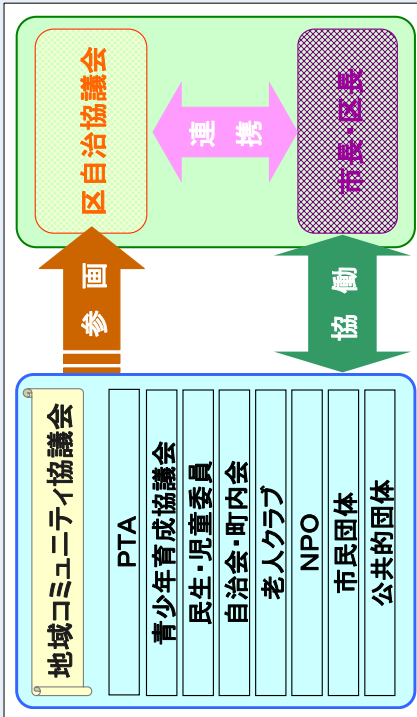 地域コミュニティ協議会
PTA
青少年育成協議会
民生・児童委員
自治会・町内会
老人クラブ
NPO
市民団体
公共的団体
参画
協働
区自治協議会
連携
市長・区長